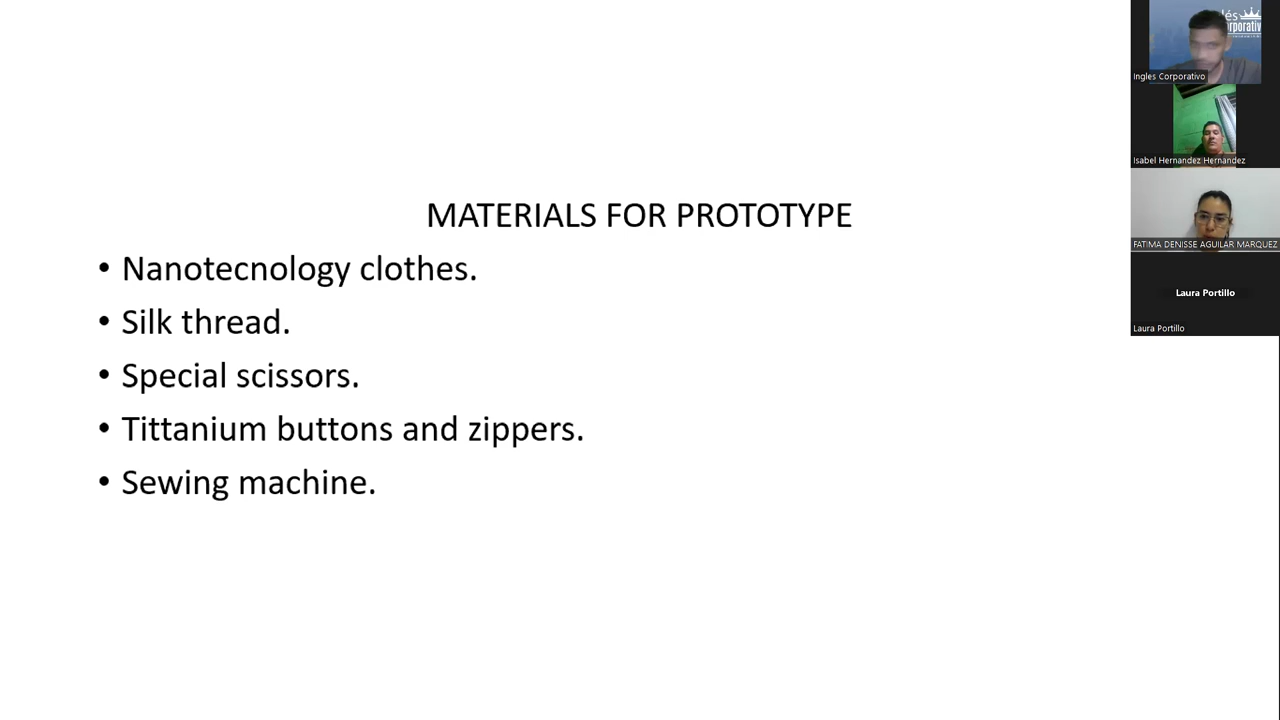 MATERIALS FOR PROTOTYPE
• Nanotecnology clothes.
• Silk thread.
• Special scissors.
• Tittanium buttons and zippers.
• Sewing machine.
Ingles Corporativo
Isabel Hernandez Hernandez
FATIMA DENISSE AGUILAR MARQUEZ
Laura Portillo
Laura Portillo